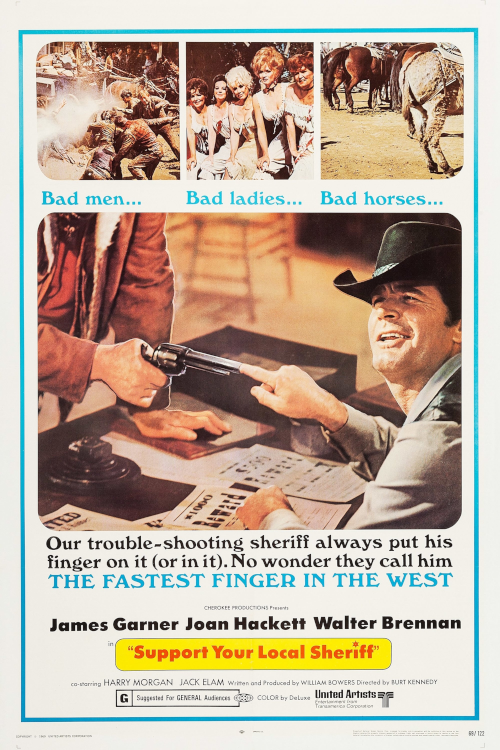 Bad men... Bad ladies... Bad horses...
$1000
Reward
Our trouble-shooting sheriff always put his
finger on it (or in it). No wonder they call him
THE FASTEST FINGER IN THE WEST
CHEROKEE PRODUCTIONS Presents
James Garner Joan Hackett Walter Brennan
in
"Support Your Local Sheriff"
co-starring HARRY MORGAN JACK ELAM Written and Produced by WILLIAM BOWERS Directed by BURT KENNEDY
G Suggested For GENERAL Audiences COLOR by DeLuxe United Artists
Entertainment from
Transamerica Corporation
69/122